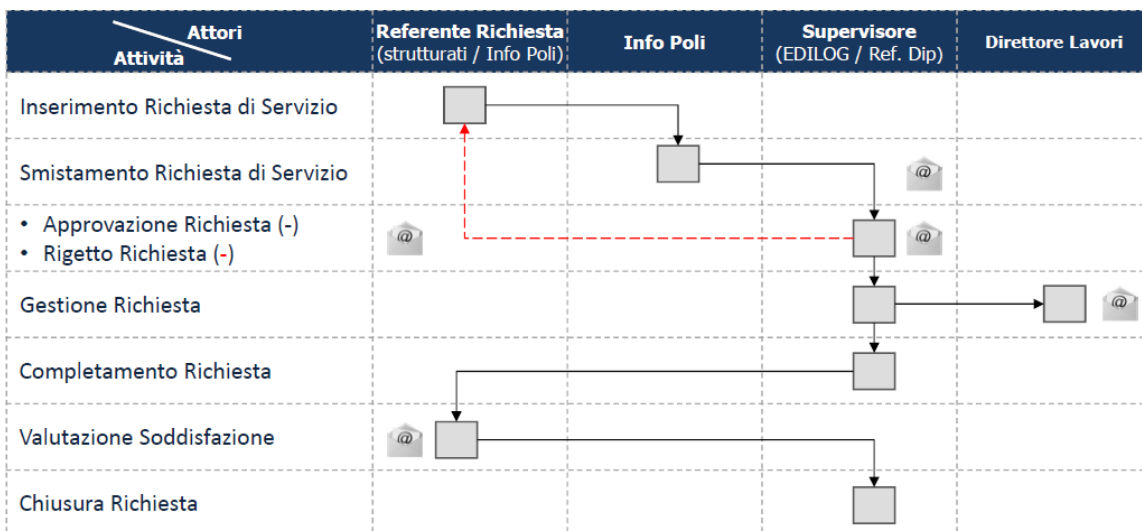 Attori
Attività
Referente Richiesta
(strutturati / Info Poli)
Info Poli
Supervisore
(EDILOG / Ref. Dip)
Direttore Lavori
Inserimento Richiesta di Servizio
Smistamento Richiesta di Servizio
@
• Approvazione Richiesta (-)
• Rigetto Richiesta (-)
@
@
Gestione Richiesta
@
Completamento Richiesta
Valutazione Soddisfazione
@
Chiusura Richiesta